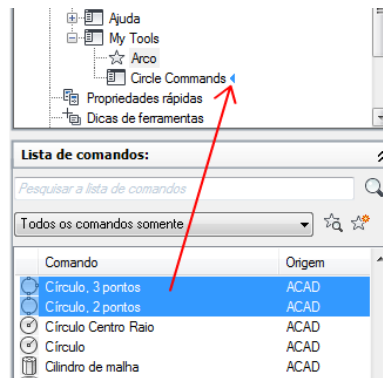 Ajuda
My Tools
Arco
Circle Commands
Propriedades rápidas
Dicas de ferramentas
Lista de comandos:
Pesquisar a lista de comandos
Todos os comandos somente
Comando Origem
Círculo, 3 pontos ACAD
Círculo, 2 pontos ACAD
Círculo Centro Raio ACAD
Círculo ACAD
Cilindro de malha ACAD